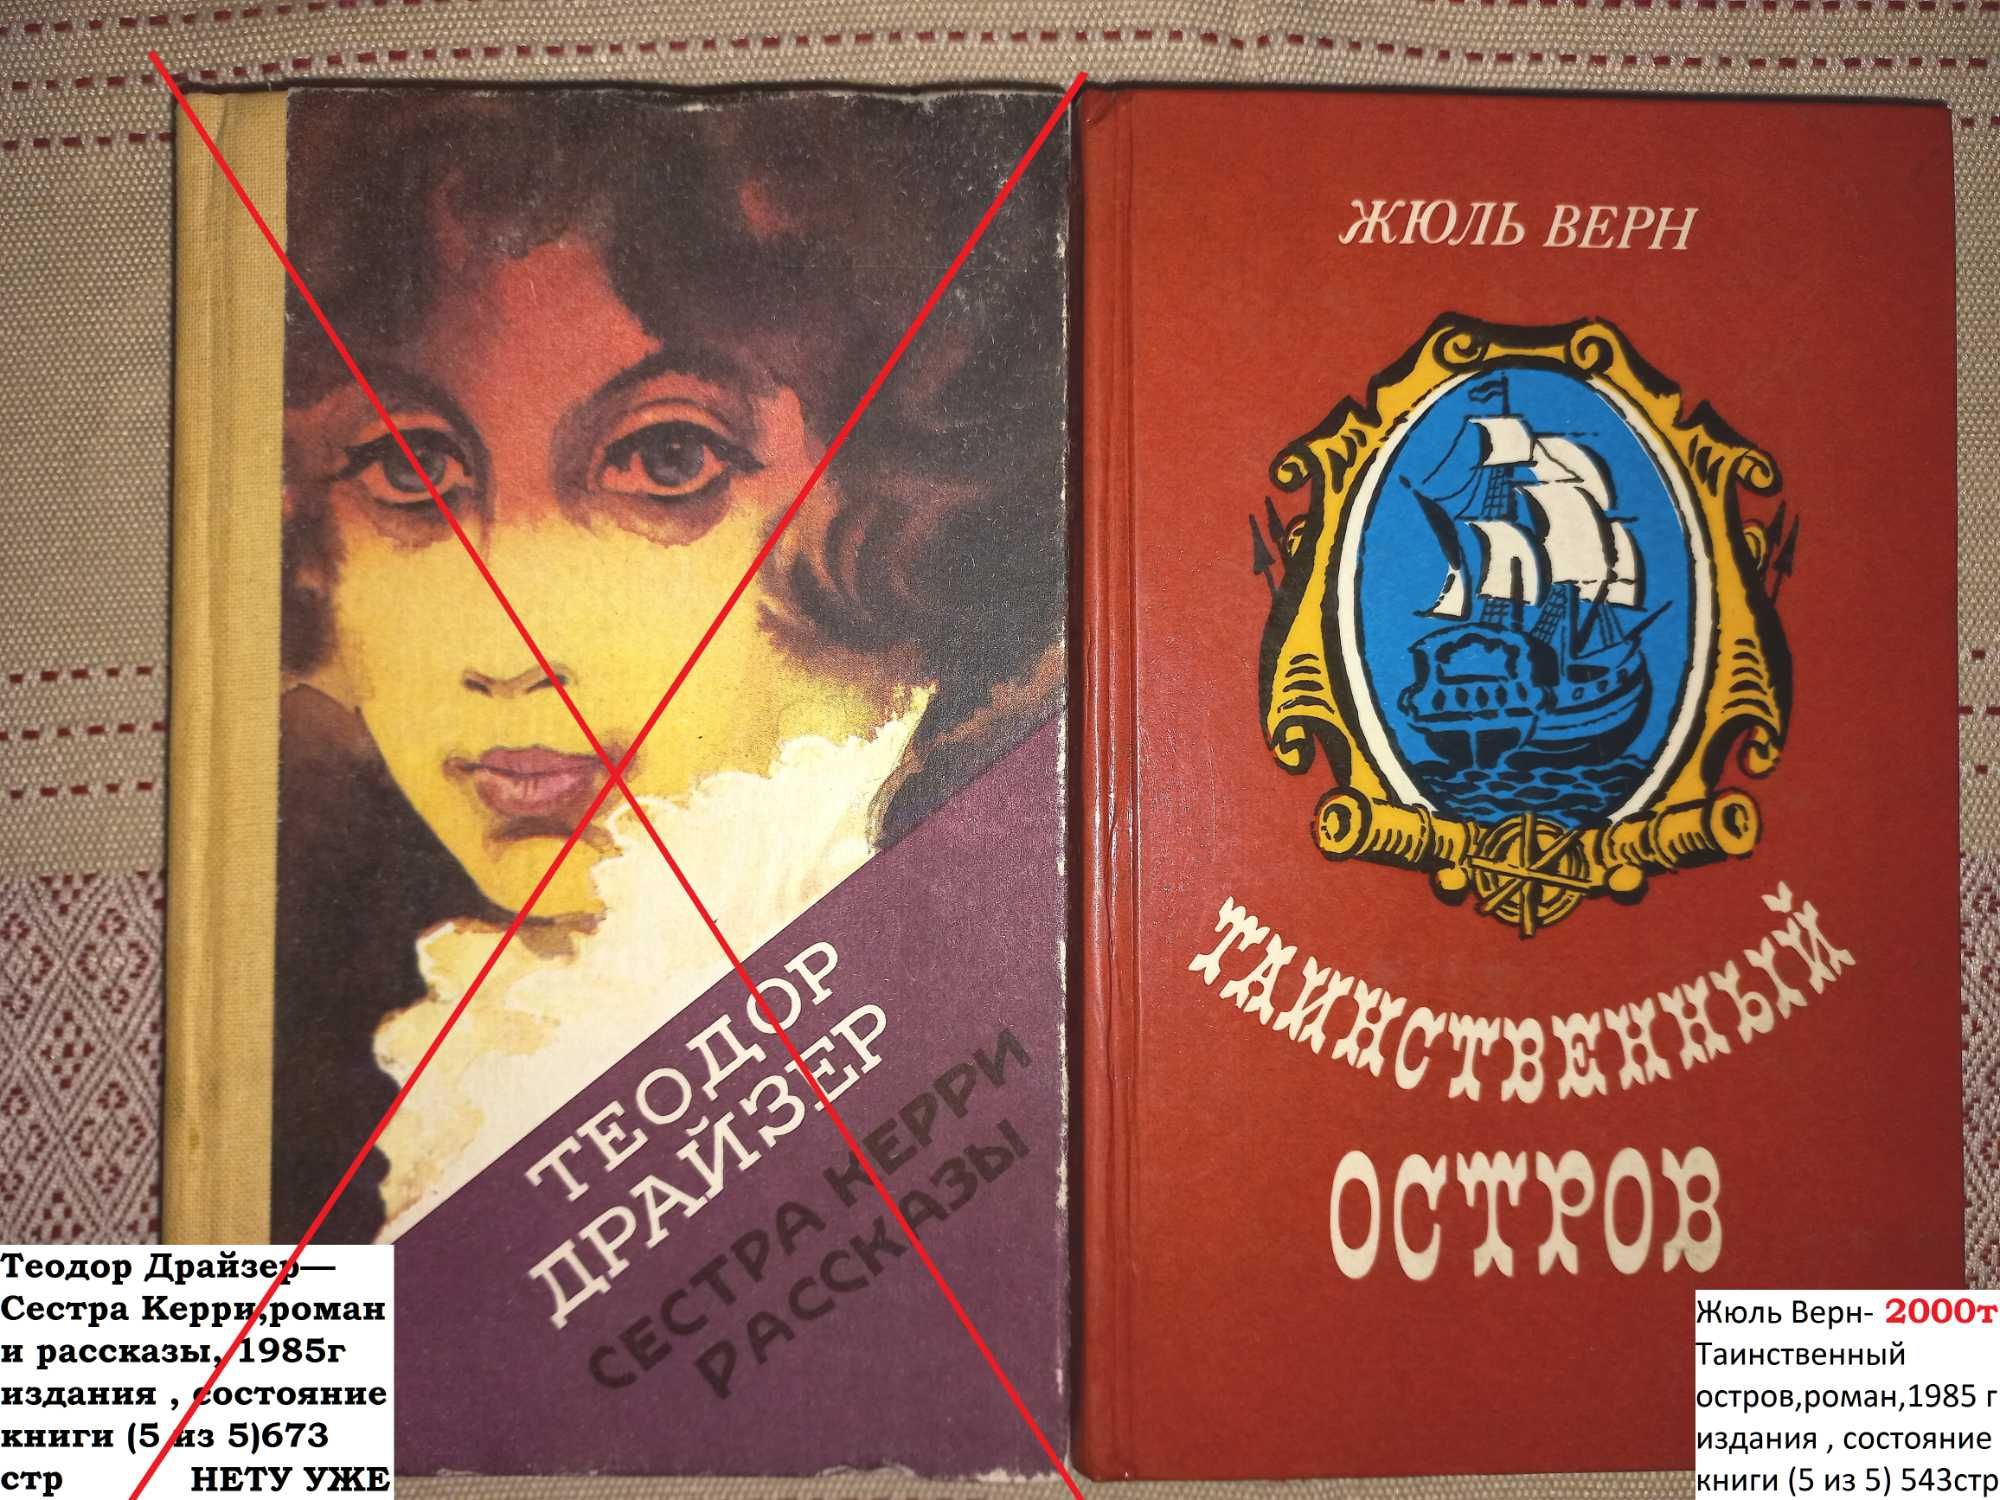 ТЕОДОР
ДРАЙЗЕР
СЕСТРА КЕРРИ
РАССКАЗЫ
ЖЮЛЬ ВЕРН
ТАИНСТВЕННЫЙ
ОСТРОВ
Теодор Драйзер—
Сестра Керри,роман
и рассказы, 1985г
издания , состояние
книги (5 из 5)673
стр НЕТУ УЖЕ
Жюль Верн- 2000т
Таинственный
остров,роман,1985 г
издания , состояние
книги (5 из 5) 543стр